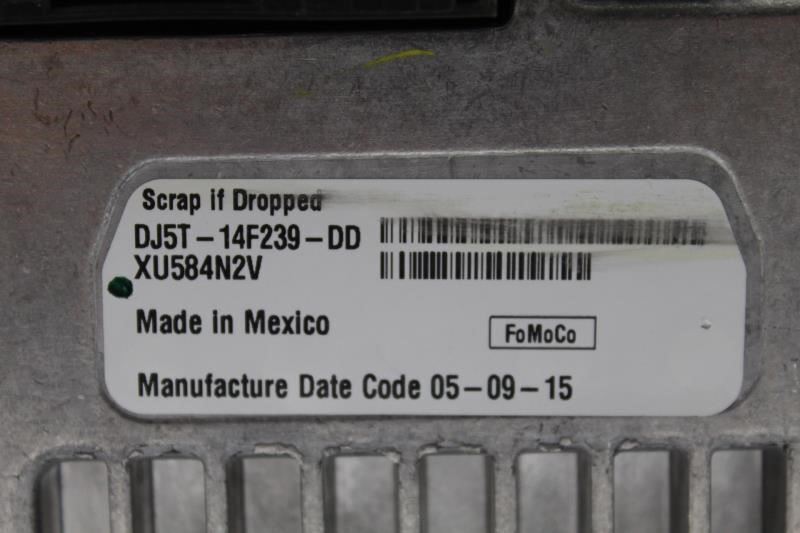 Scrap if Dropped
DJ5T-14F239-DD
XU584N2V
Made in Mexico
FoMoCo
Manufacture Date Code 05-09-15